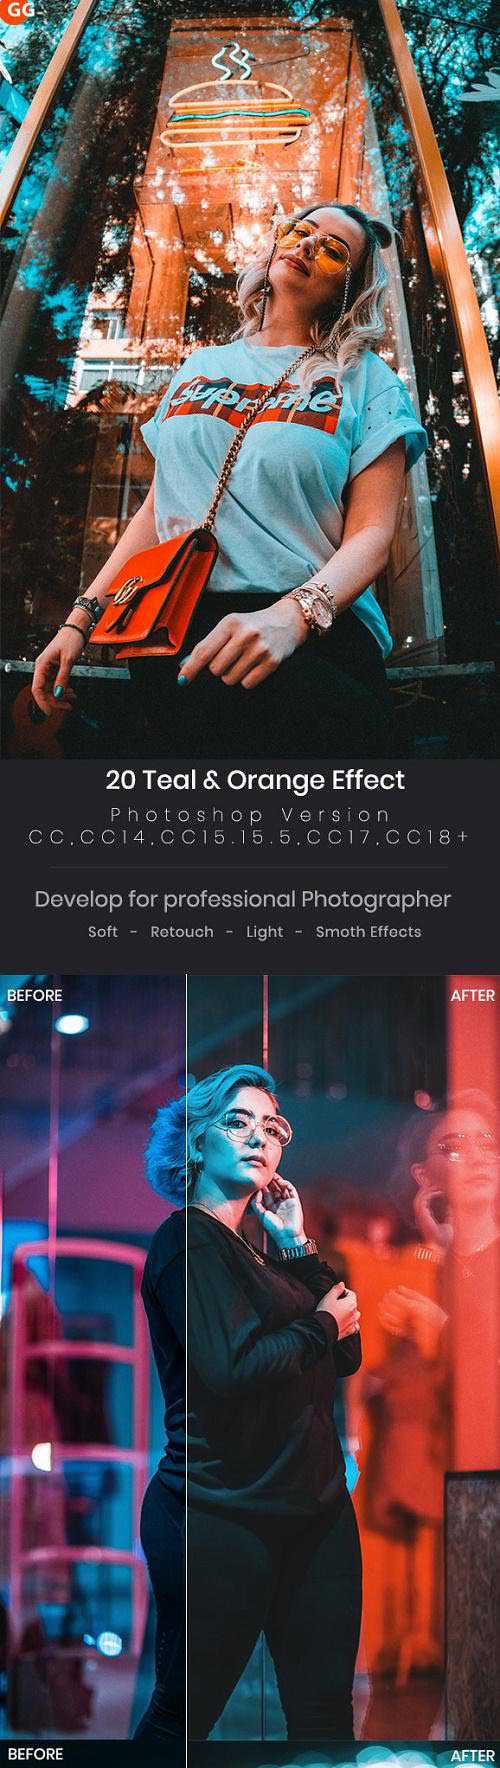 GG
Supreme
20 Teal & Orange Effect
Photoshop Version
CC,CC14,CC15.15.5,CC17,CC18+
Develop for professional Photographer
Soft - Retouch - Light - Smoth Effects
BEFORE AFTER
BEFORE AFTER